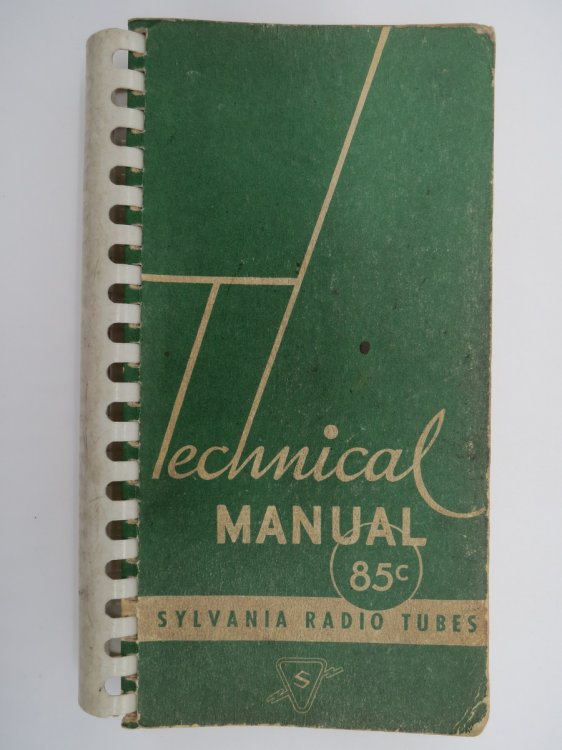 Technical
MANUAL
85c
SYLVANIA RADIO TUBES
S